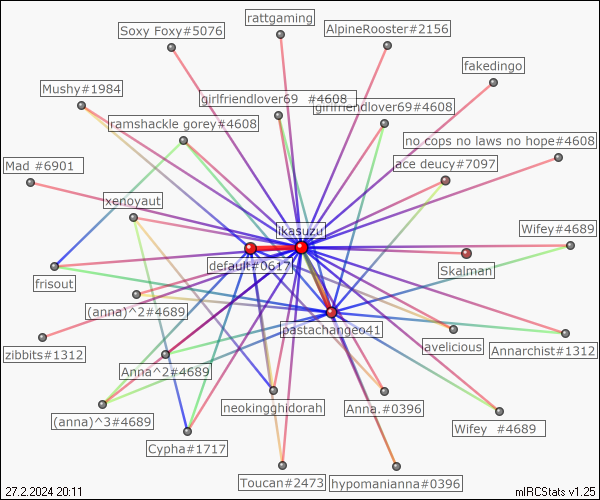 rattgaming
Soxy Foxy#5076
AlpineRooster#2156
fakedingo
Mushy#1984
girlfriendlover69 #4608
girlfriendlover69#4608
ramshackle gorey#4608
no cops no laws no hope#4608
Mad #6901
ace deucy#7097
xenoyaut
ikasuzu
Wifey#4689
default#0617
Skalman
frisout
(anna)^2#4689
pastachangeo41
zibbits#1312
lavelicious
Annarchist#1312
Anna^2#4689
neokingghidorah
Anna.#0396
(anna)^3#4689
Wifey #4689
Cypha#1717
Toucan#2473
hypomanianna#0396
27.2.2024 20:11
mIRCStats v1.25